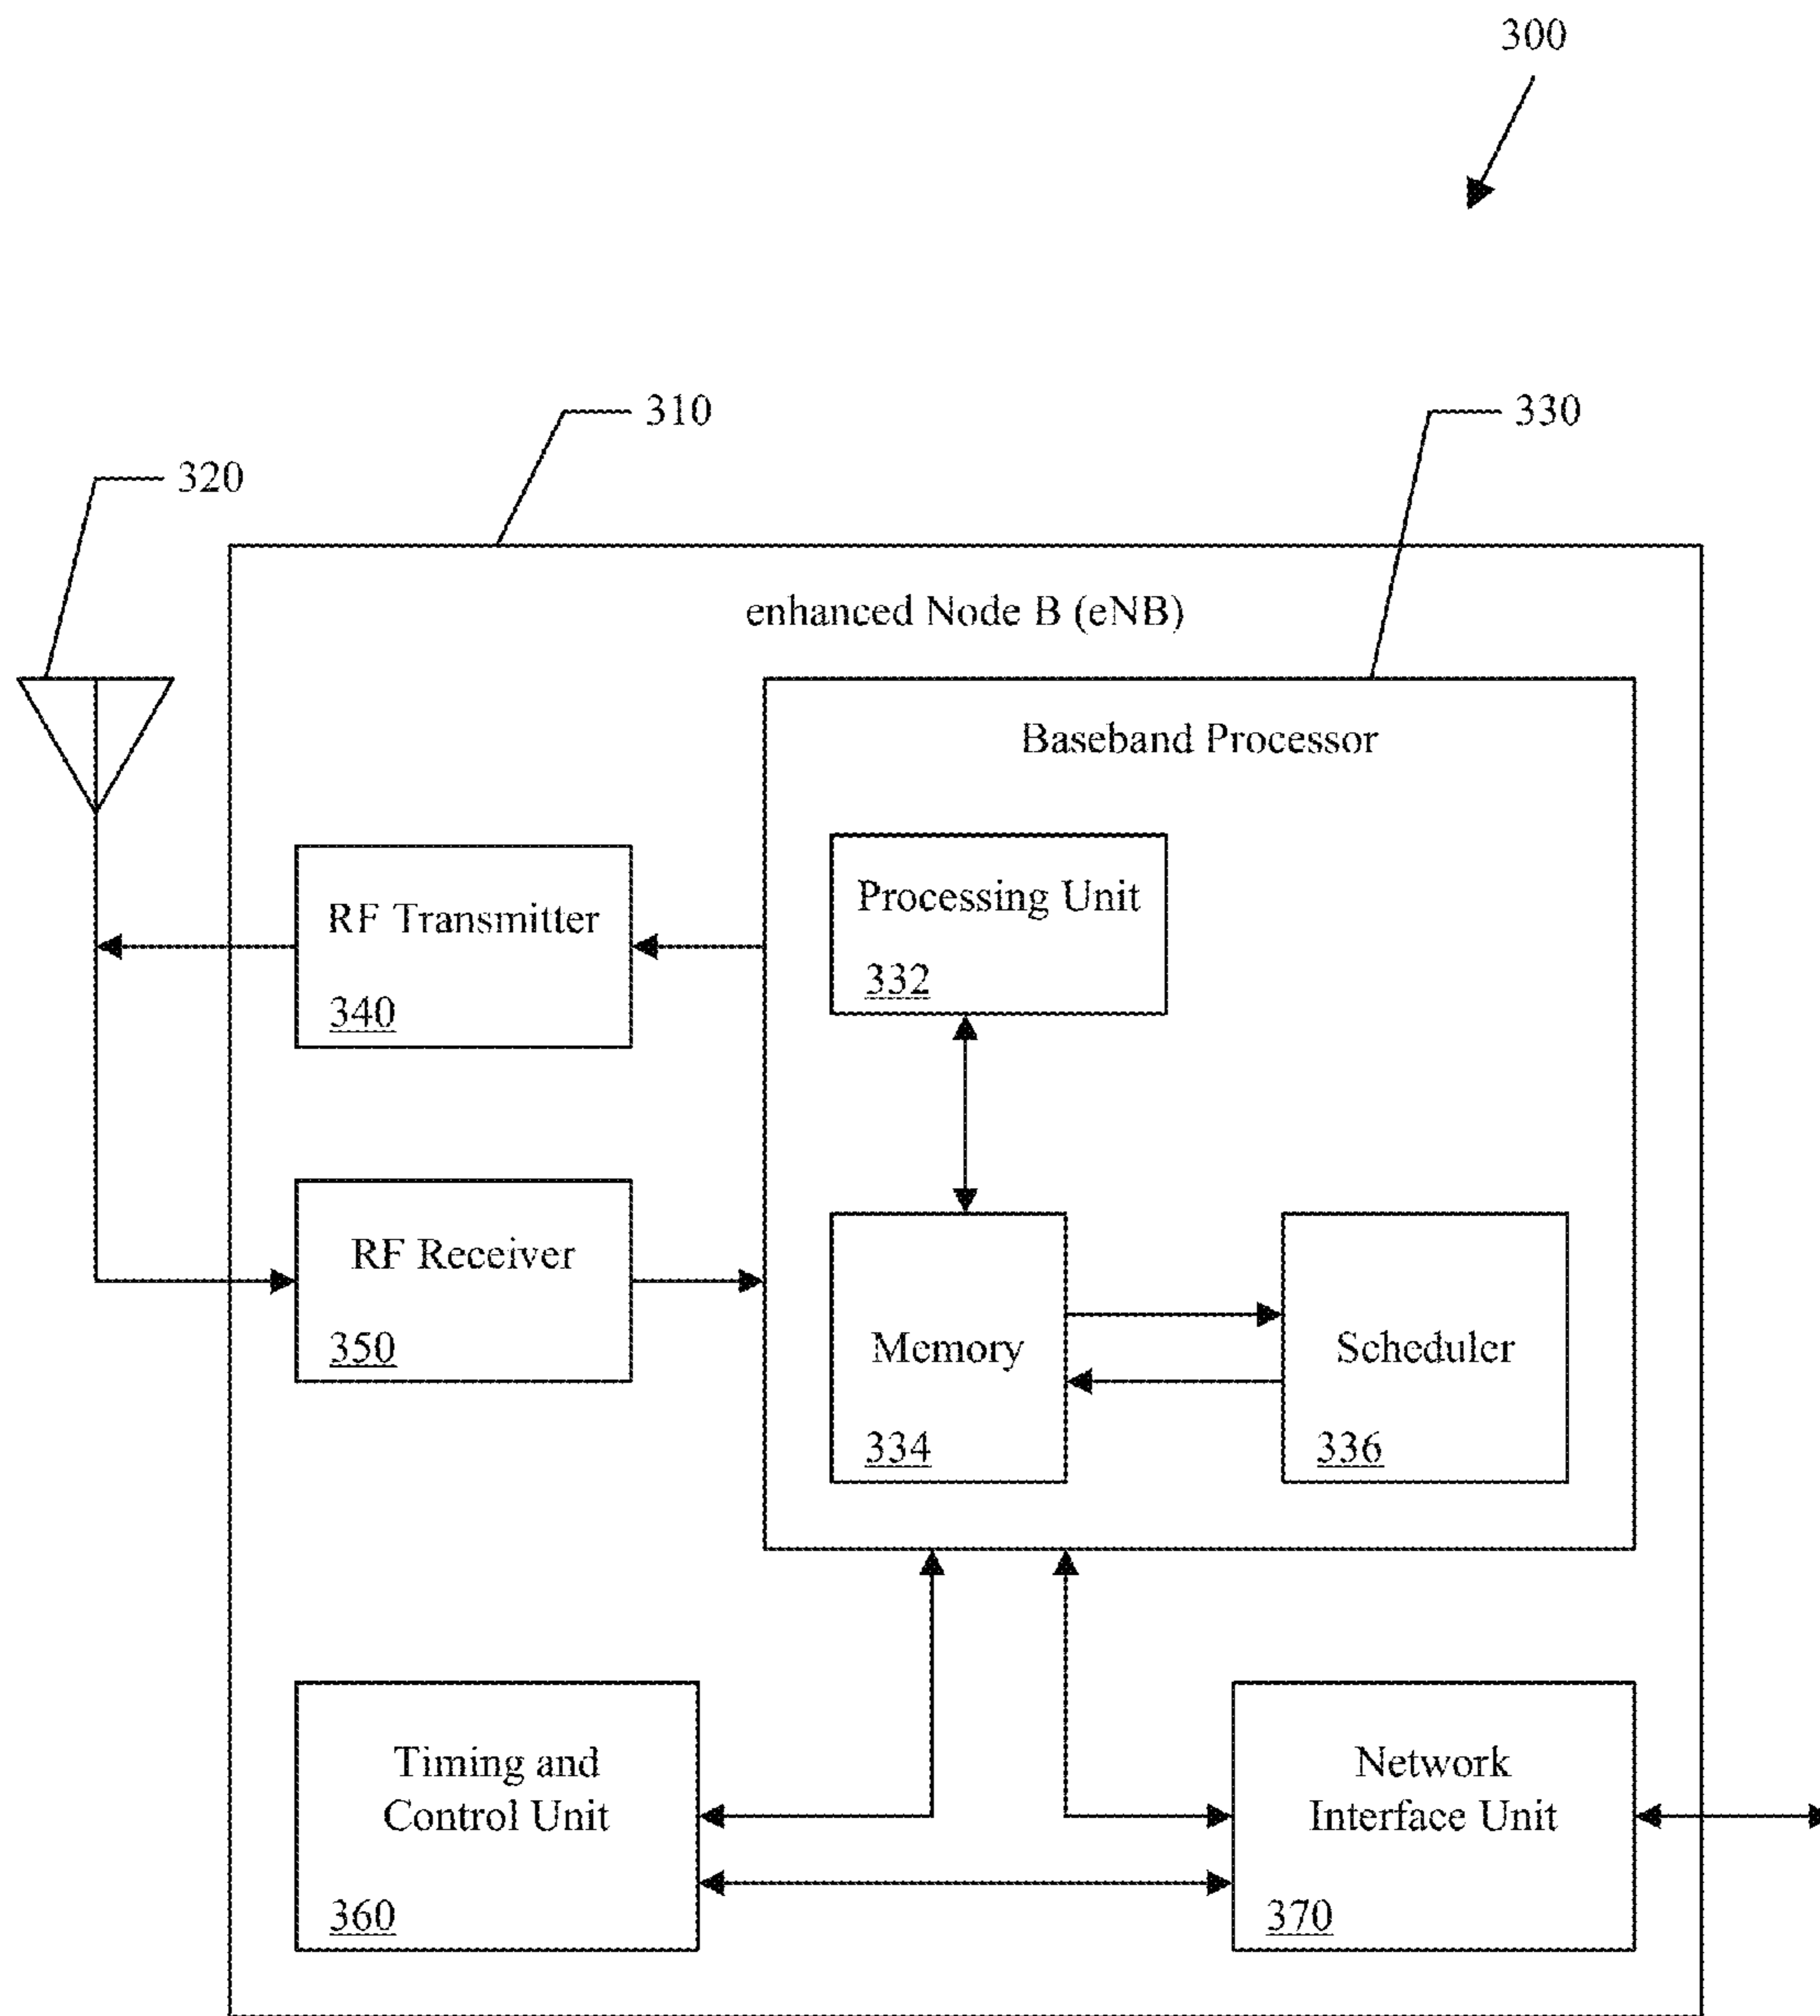 300
310
330
320
enhanced Node B (eNB)
Baseband Processor
Processing Unit
332
RF Transmitter
340
RF Receiver
350
Memory
334
Scheduler
336
Timing and
Control Unit
360
Network
Interface Unit
370